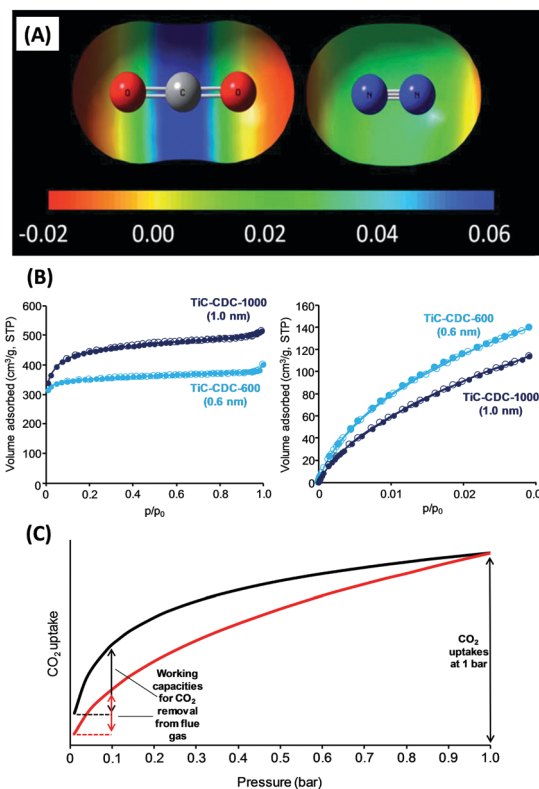 (A)
O C O
N N
-0.02 0.00 0.02 0.04 0.06
(B)
Volume adsorbed (cm³/g, STP)
600
500
400
300
200
100
0
TiC-CDC-1000
(1.0 nm)
TiC-CDC-600
(0.6 nm)
0 0.2 0.4 0.6 0.8 1.0
p/p₀
Volume adsorbed (cm³/g, STP)
160
140
120
100
80
60
40
20
0
TiC-CDC-600
(0.6 nm)
TiC-CDC-1000
(1.0 nm)
0 0.01 0.02 0.03
p/p₀
(C)
CO₂ uptake
Working
capacities
for CO₂
removal
from flue
gas
CO₂
uptakes
at 1 bar
0 0.1 0.2 0.3 0.4 0.5 0.6 0.7 0.8 0.9 1.0
Pressure (bar)